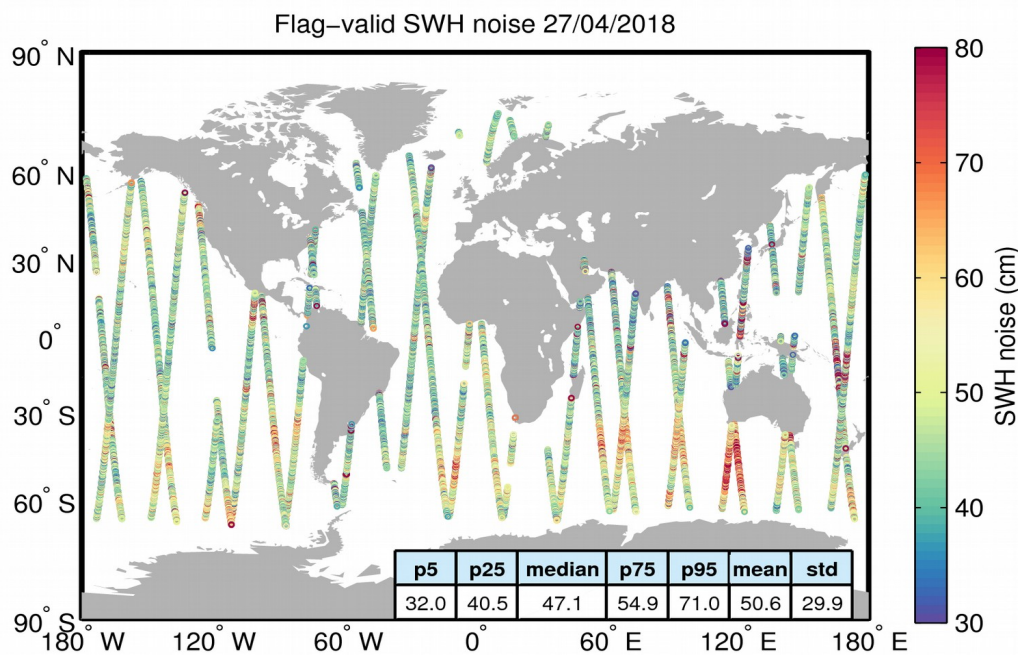 Flag−valid SWH noise 27/04/2018
90° N
60° N
30° N
0°
30° S
60° S
90° S
180° W
120° W
60° W
0°
60° E
120° E
180° E
p5 p25 median p75 p95 mean std
32.0 40.5 47.1 54.9 71.0 50.6 29.9
80
70
60
50
40
30
SWH noise (cm)